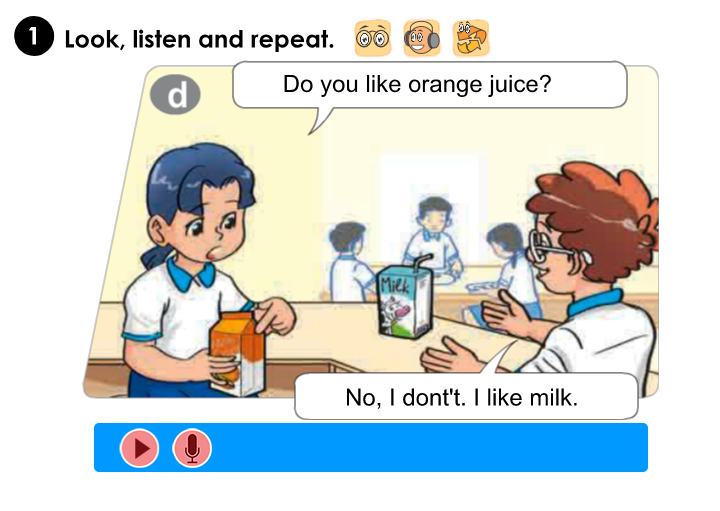 1 Look, listen and repeat.
d
Do you like orange juice?
Milk
No, I dont't. I like milk.